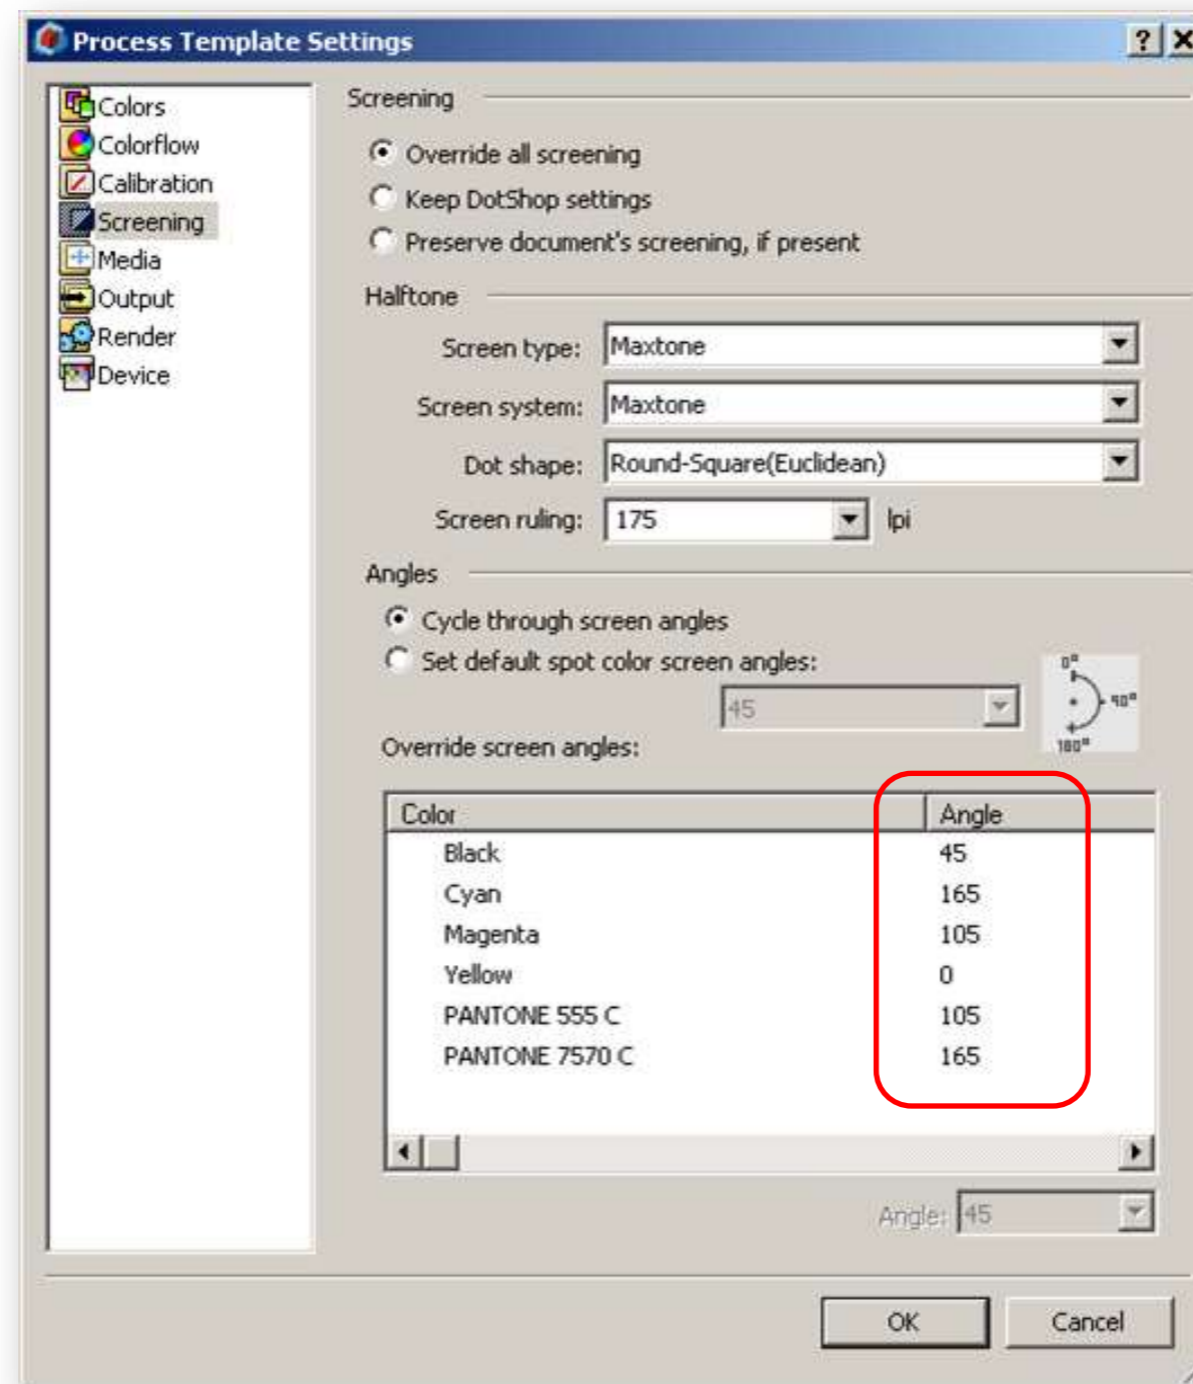 Process Template Settings
Colors
Colorflow
Calibration
Screening
Media
Output
Render
Device
Screening
Override all screening
Keep DotShop settings
Preserve document's screening, if present
Halftone
Screen type: Maxtone
Screen system: Maxtone
Dot shape: Round-Square(Euclidean)
Screen ruling: 175 lpi
Angles
Cycle through screen angles
Set default spot color screen angles:
45
0°
90°
180°
Override screen angles:
Color Angle
Black 45
Cyan 165
Magenta 105
Yellow 0
PANTONE 555 C 105
PANTONE 7570 C 165
Angle: 45
OK Cancel